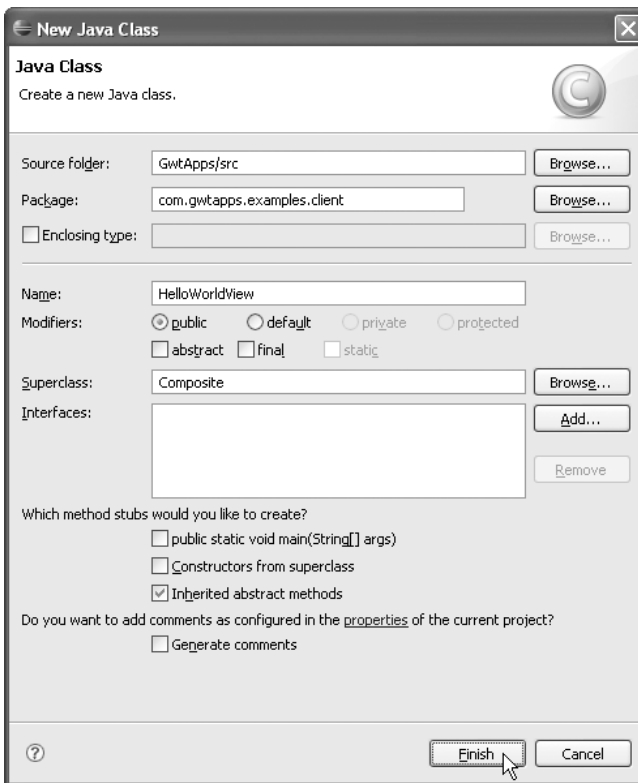 New Java Class
Java Class
Create a new Java class.
Source folder: GwtApps/src Browse...
Package: com.gwtapps.examples.client Browse...
Enclosing type: Browse...
Name: HelloWorldView
Modifiers: public default private protected
abstract final static
Superclass: Composite Browse...
Interfaces: Add...
Remove
Which method stubs would you like to create?
public static void main(String[] args)
Constructors from superclass
Inherited abstract methods
Do you want to add comments as configured in the properties of the current project?
Generate comments
Finish Cancel